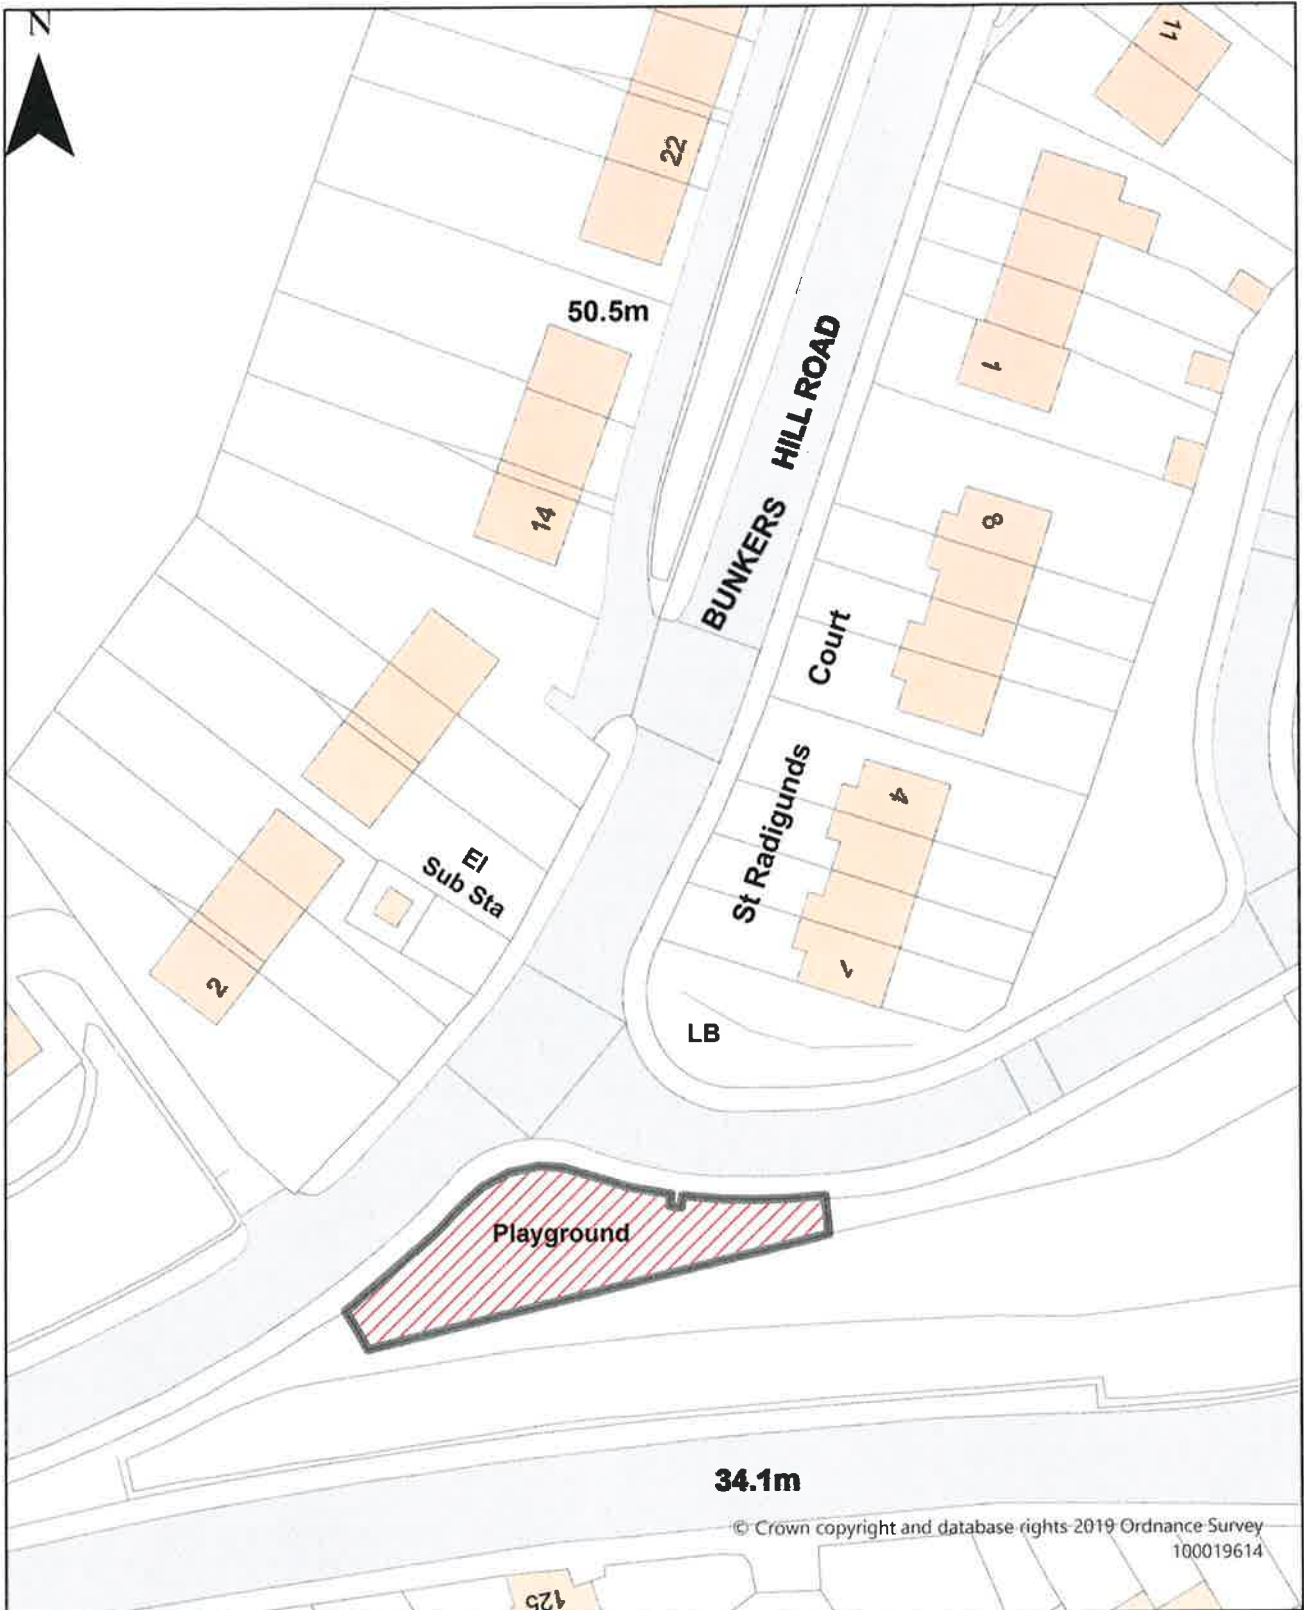 N
11
22
50.5m
BUNKERS HILL ROAD
1
14
8
Court
St Radigunds
4
El
Sub Sta
2
1
LB
Playground
34.1m
© Crown copyright and database rights 2019 Ordnance Survey
100019614
125